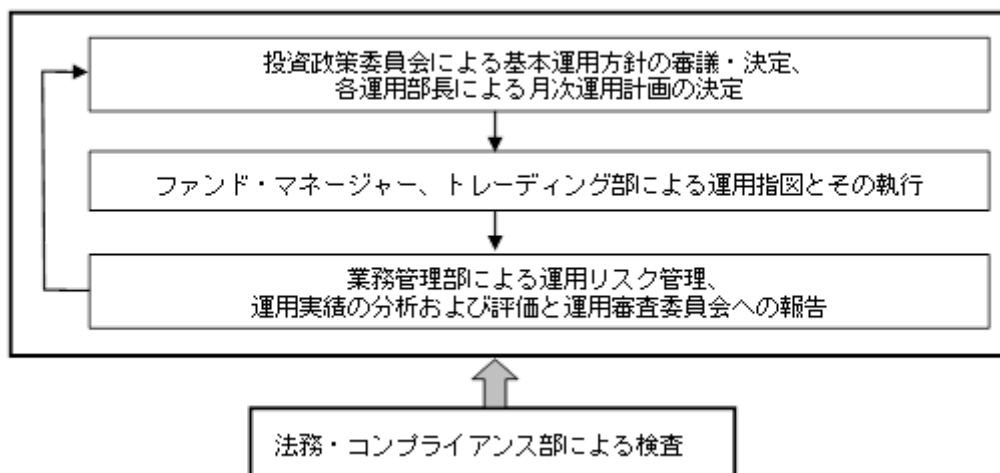 投資政策委員会による基本運用方針の審議・決定、
各運用部長による月次運用計画の決定
ファンド・マネージャー、トレーディング部による運用指図とその執行
業務管理部による運用リスク管理、
運用実績の分析および評価と運用審査委員会への報告
法務・コンプライアンス部による検査